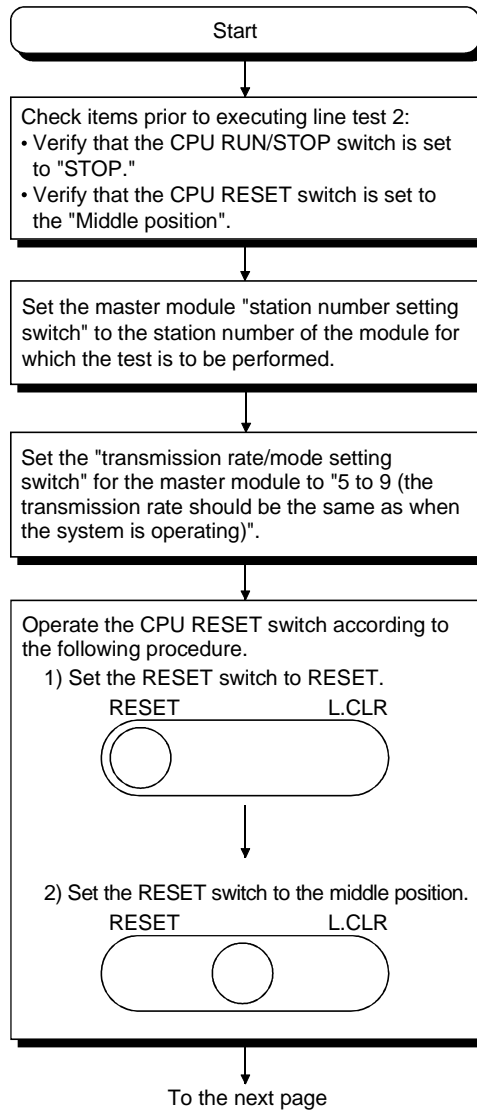 Start
Check items prior to executing line test 2:
• Verify that the CPU RUN/STOP switch is set
to "STOP."
• Verify that the CPU RESET switch is set to
the "Middle position".
Set the master module "station number setting
switch" to the station number of the module for
which the test is to be performed.
Set the "transmission rate/mode setting
switch" for the master module to "5 to 9 (the
transmission rate should be the same as when
the system is operating)".
Operate the CPU RESET switch according to
the following procedure.
1) Set the RESET switch to RESET.
RESET L.CLR
2) Set the RESET switch to the middle position.
RESET L.CLR
To the next page